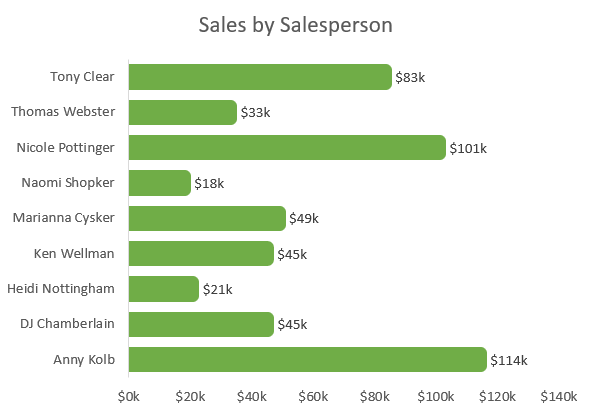 Sales by Salesperson
Tony Clear $83k
Thomas Webster $33k
Nicole Pottinger $101k
Naomi Shopker $18k
Marianna Cysker $49k
Ken Wellman $45k
Heidi Nottingham $21k
DJ Chamberlain $45k
Anny Kolb $114k
$0k $20k $40k $60k $80k $100k $120k $140k